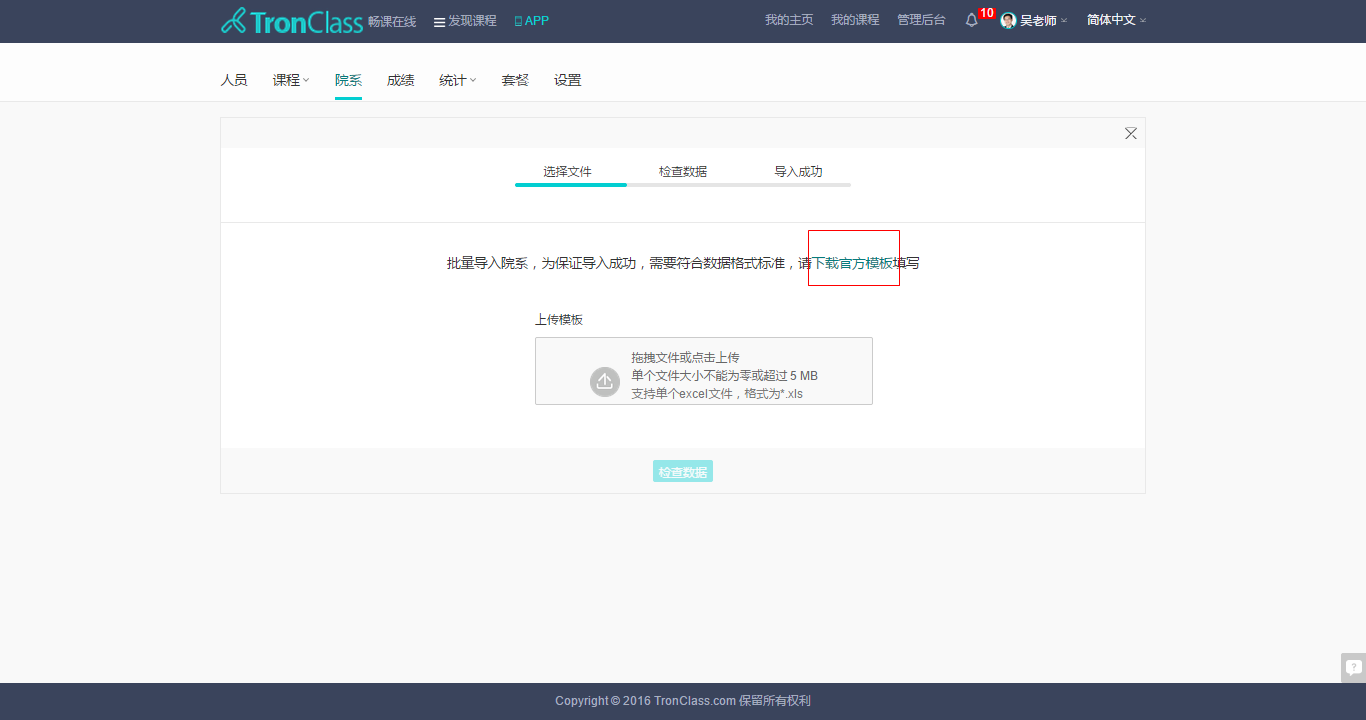 TronClass 畅课在线 发现课程 APP 我的主页 我的课程 管理后台 10 吴老师 简体中文
人员 课程 院系 成绩 统计 套餐 设置
选择文件 检查数据 导入成功
批量导入院系，为保证导入成功，需要符合数据格式标准，请下载官方模板填写
上传模板
拖拽文件或点击上传
单个文件大小不能为零或超过 5 MB
支持单个excel文件，格式为*.xls
检查数据
?
Copyright © 2016 TronClass.com 保留所有权利